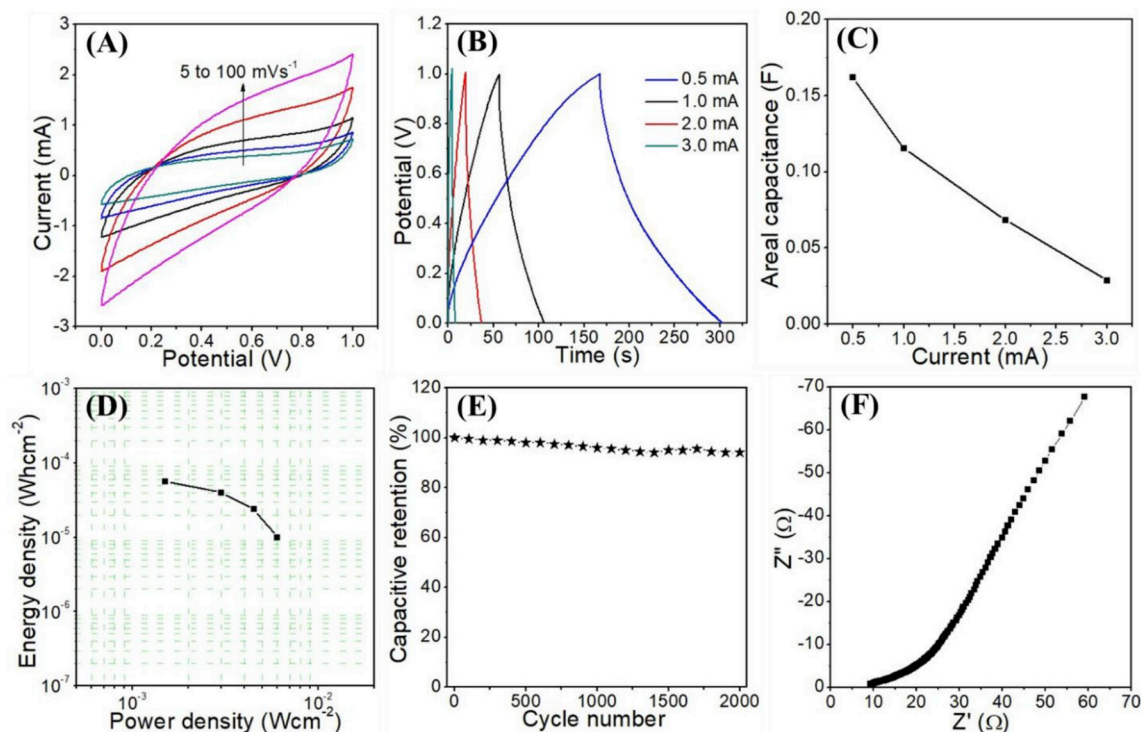 (A)
Current (mA)
3
2
1
0
-1
-2
-3
5 to 100 mVs⁻¹
0.0 0.2 0.4 0.6 0.8 1.0
Potential (V)
(B)
Potential (V)
1.2
1.0
0.8
0.6
0.4
0.2
0.0
0.5 mA
1.0 mA
2.0 mA
3.0 mA
0 50 100 150 200 250 300
Time (s)
(C)
Areal capacitance (F)
0.20
0.15
0.10
0.05
0.00
0.5 1.0 1.5 2.0 2.5 3.0
Current (mA)
(D)
Energy density (Whcm⁻²)
10⁻³
10⁻⁴
10⁻⁵
10⁻⁶
10⁻⁷
10⁻³ 10⁻²
Power density (Wcm⁻²)
(E)
Capacitive retention (%)
120
100
80
60
40
20
0
0 500 1000 1500 2000
Cycle number
(F)
Z" (Ω)
-70
-60
-50
-40
-30
-20
-10
0
0 10 20 30 40 50 60 70
Z' (Ω)